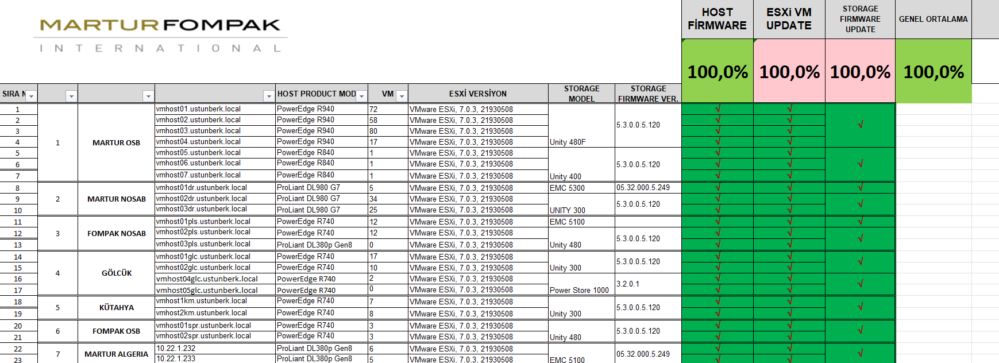 MARTURFOMPAK
INTERNATIONAL
HOST FİRMWARE
ESXi VM UPDATE
STORAGE FIRMWARE UPDATE
GENEL ORTALAMA
100,0% 100,0% 100,0% 100,0%
SIRA N HOST PRODUCT MOD VM ESXİ VERSİYON STORAGE MODEL STORAGE FIRMWARE VER.
1 vmhost01.ustunberk.local PowerEdge R940 72 VMware ESXi, 7.0.3, 21930508 √ √
2 vmhost02.ustunberk.local PowerEdge R940 58 VMware ESXi, 7.0.3, 21930508 5.3.0.0.5.120 √ √ √
3 vmhost03.ustunberk.local PowerEdge R940 80 VMware ESXi, 7.0.3, 21930508 √ √
4 1 MARTUR OSB vmhost04.ustunberk.local PowerEdge R940 17 VMware ESXi, 7.0.3, 21930508 Unity 480F √ √
5 vmhost05.ustunberk.local PowerEdge R840 1 VMware ESXi, 7.0.3, 21930508 √ √
6 vmhost06.ustunberk.local PowerEdge R840 1 VMware ESXi, 7.0.3, 21930508 5.3.0.0.5.120 √ √ √
7 vmhost07.ustunberk.local PowerEdge R840 1 VMware ESXi, 7.0.3, 21930508 Unity 400 √ √
8 vmhost01dr.ustunberk.local ProLiant DL980 G7 5 VMware ESXi, 7.0.3, 21930508 EMC 5300 05.32.000.5.249 √ √ √
9 2 MARTUR NOSAB vmhost02dr.ustunberk.local ProLiant DL980 G7 34 VMware ESXi, 7.0.3, 21930508 5.3.0.0.5.120 √ √ √
10 vmhost03dr.ustunberk.local ProLiant DL980 G7 25 VMware ESXi, 7.0.3, 21930508 UNITY 300 √ √
11 vmhost01pls.ustunberk.local PowerEdge R740 12 VMware ESXi, 7.0.3, 21930508 EMC 5100 √ √ √
12 3 FOMPAK NOSAB vmhost02pls.ustunberk.local PowerEdge R740 12 VMware ESXi, 7.0.3, 21930508 5.3.0.0.5.120 √ √ √
13 vmhost03pls.ustunberk.local ProLiant DL380p Gen8 0 VMware ESXi, 7.0.3, 21930508 Unity 480 √ √
14 vmhost01glc.ustunberk.local PowerEdge R740 17 VMware ESXi, 7.0.3, 21930508 5.3.0.0.5.120 √ √ √
15 4 GÖLCÜK vmhost02glc.ustunberk.local PowerEdge R740 10 VMware ESXi, 7.0.3, 21930508 Unity 300 √ √
16 vmhost04glc.ustunberk.local PowerEdge R740 2 VMware ESXi, 7.0.3, 21930508 3.2.0.1 √ √ √
17 vmhost05glc.ustunberk.local PowerEdge R740 0 VMware ESXi, 7.0.3, 21930508 Power Store 1000 √ √
18 5 KÜTAHYA vmhost1km.ustunberk.local PowerEdge R740 7 VMware ESXi, 7.0.3, 21930508 5.3.0.0.5.120 √ √ √
19 vmhost2km.ustunberk.local PowerEdge R740 8 VMware ESXi, 7.0.3, 21930508 Unity 300 √ √
20 6 FOMPAK OSB vmhost01spr.ustunberk.local PowerEdge R740 3 VMware ESXi, 7.0.3, 21930508 5.3.0.0.5.120 √ √ √
21 vmhost02spr.ustunberk.local PowerEdge R740 3 VMware ESXi, 7.0.3, 21930508 Unity 480 √ √
22 7 MARTUR ALGERIA 10.22.1.232 ProLiant DL380p Gen8 6 VMware ESXi, 7.0.3, 21930508 05.32.000.5.249 √ √ √
23 10.22.1.233 ProLiant DL380p Gen8 5 VMware ESXi, 7.0.3, 21930508 EMC 5100 √ √